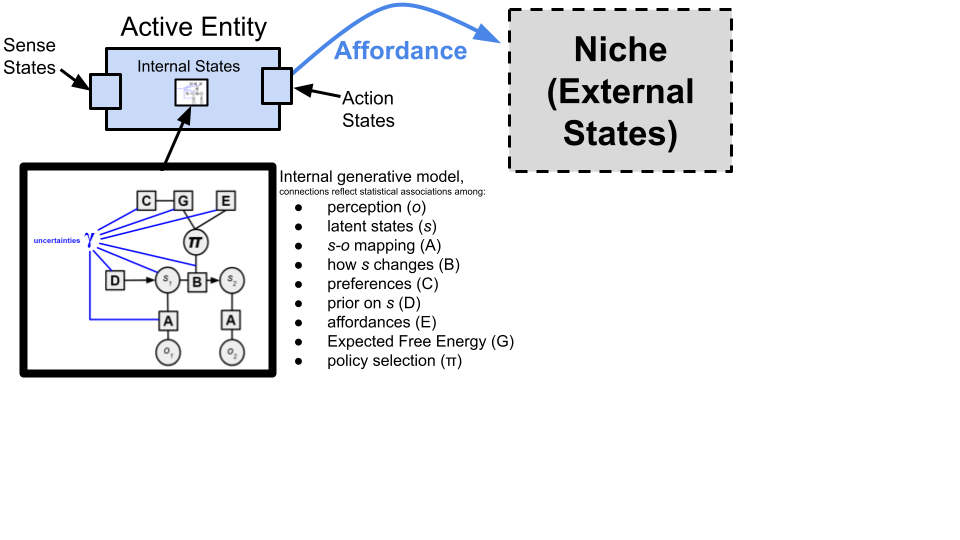 Active Entity
Sense
States
Internal States
Affordance
Action
States
Niche
(External
States)
Internal generative model,
connections reflect statistical associations among:
● perception (o)
● latent states (s)
● s-o mapping (A)
● how s changes (B)
● preferences (C)
● prior on s (D)
● affordances (E)
● Expected Free Energy (G)
● policy selection (π)
C G E
uncertainties γ
π
D s₁ B s₂
A A
o₁ o₂